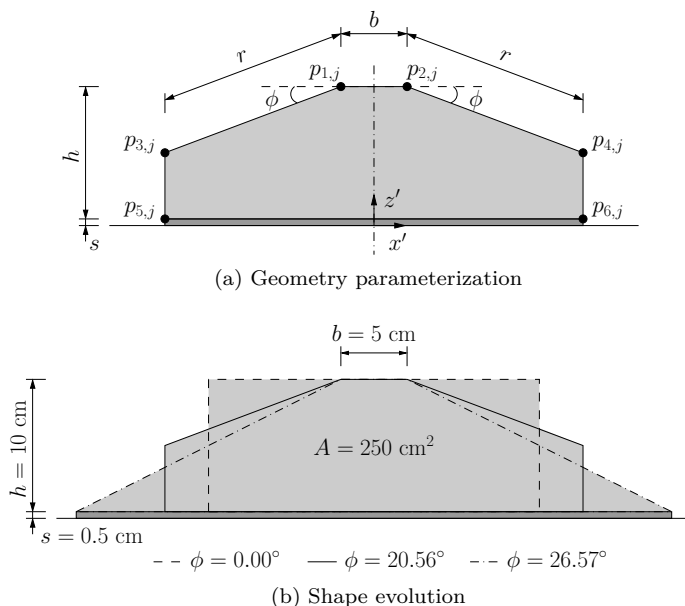 b
r r
p1,j p2,j
ϕ ϕ
p3,j p4,j
h
z′
p5,j p6,j
s x′
(a) Geometry parameterization
b = 5 cm
h = 10 cm
A = 250 cm²
s = 0.5 cm
ϕ = 0.00° ϕ = 20.56° ϕ = 26.57°
(b) Shape evolution